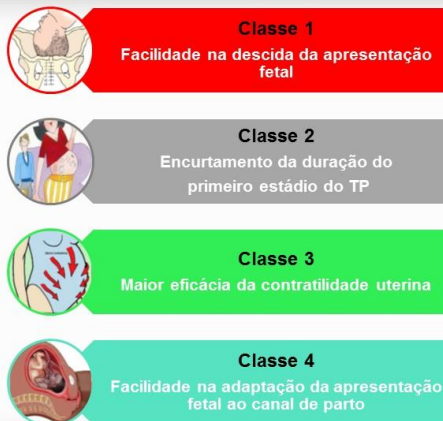 Classe 1
Facilidade na descida da apresentação
fetal
Classe 2
Encurtamento da duração do
primeiro estádio do TP
Classe 3
Maior eficácia da contratilidade uterina
Classe 4
Facilidade na adaptação da apresentação
fetal ao canal de parto